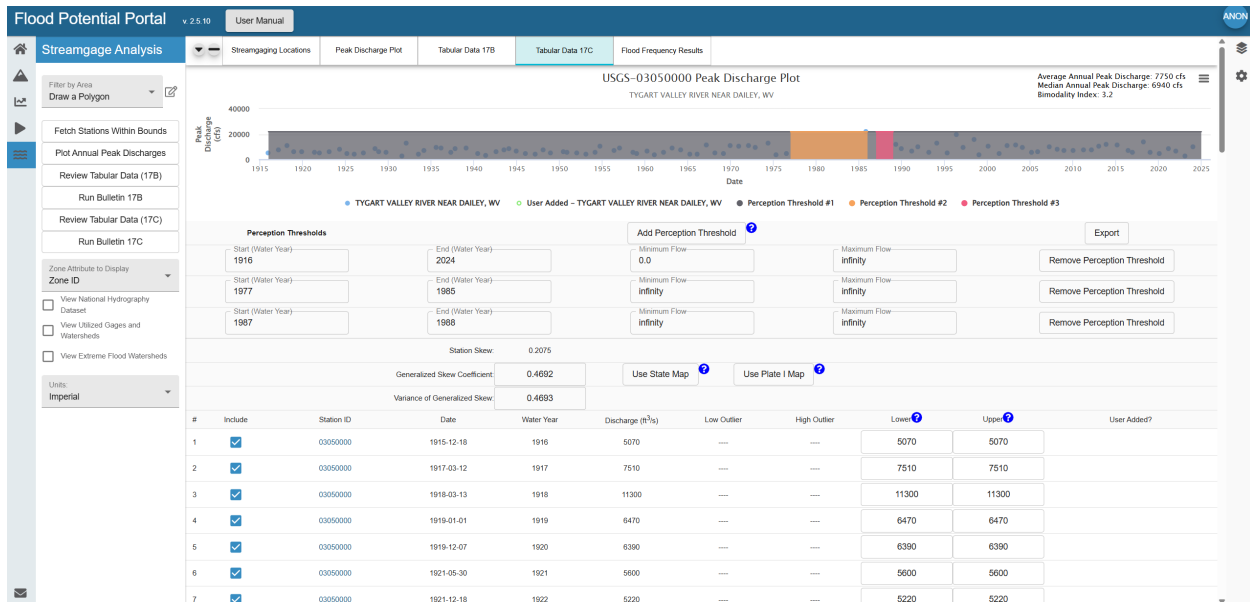 Flood Potential Portal v. 2.5.10 User Manual ANON
Streamgage Analysis
Filter by Area
Draw a Polygon
Fetch Stations Within Bounds
Plot Annual Peak Discharges
Review Tabular Data (17B)
Run Bulletin 17B
Review Tabular Data (17C)
Run Bulletin 17C
Zone Attribute to Display
Zone ID
View National Hydrography
Dataset
View Utilized Gages and
Watersheds
View Extreme Flood Watersheds
Units:
Imperial
Streamgaging Locations Peak Discharge Plot Tabular Data 17B Tabular Data 17C Flood Frequency Results
USGS-03050000 Peak Discharge Plot
TYGART VALLEY RIVER NEAR DAILEY, WV
Average Annual Peak Discharge: 7750 cfs
Median Annual Peak Discharge: 6940 cfs
Bimodality Index: 3.2
Peak
Discharge
(cfs)
40000
20000
0
1915 1920 1925 1930 1935 1940 1945 1950 1955 1960 1965 1970 1975 1980 1985 1990 1995 2000 2005 2010 2015 2020 2025
Date
TYGART VALLEY RIVER NEAR DAILEY, WV User Added - TYGART VALLEY RIVER NEAR DAILEY, WV Perception Threshold #1 Perception Threshold #2 Perception Threshold #3
Perception Thresholds Add Perception Threshold ? Export
Start (Water Year) End (Water Year) Minimum Flow Maximum Flow
1916 2024 0.0 infinity Remove Perception Threshold
Start (Water Year) End (Water Year) Minimum Flow Maximum Flow
1977 1985 infinity infinity Remove Perception Threshold
Start (Water Year) End (Water Year) Minimum Flow Maximum Flow
1987 1988 infinity infinity Remove Perception Threshold
Station Skew: 0.2075
Generalized Skew Coefficient: 0.4692 Use State Map ? Use Plate I Map ?
Variance of Generalized Skew: 0.4693
# Include Station ID Date Water Year Discharge (ft³/s) Low Outlier High Outlier Lower ? Upper ? User Added?
1 03050000 1915-12-18 1916 5070 ---- ---- 5070 5070
2 03050000 1917-03-12 1917 7510 ---- ---- 7510 7510
3 03050000 1918-03-13 1918 11300 ---- ---- 11300 11300
4 03050000 1919-01-01 1919 6470 ---- ---- 6470 6470
5 03050000 1919-12-07 1920 6390 ---- ---- 6390 6390
6 03050000 1921-05-30 1921 5600 ---- ---- 5600 5600
7 03050000 1921-12-18 1922 5220 ---- ---- 5220 5220